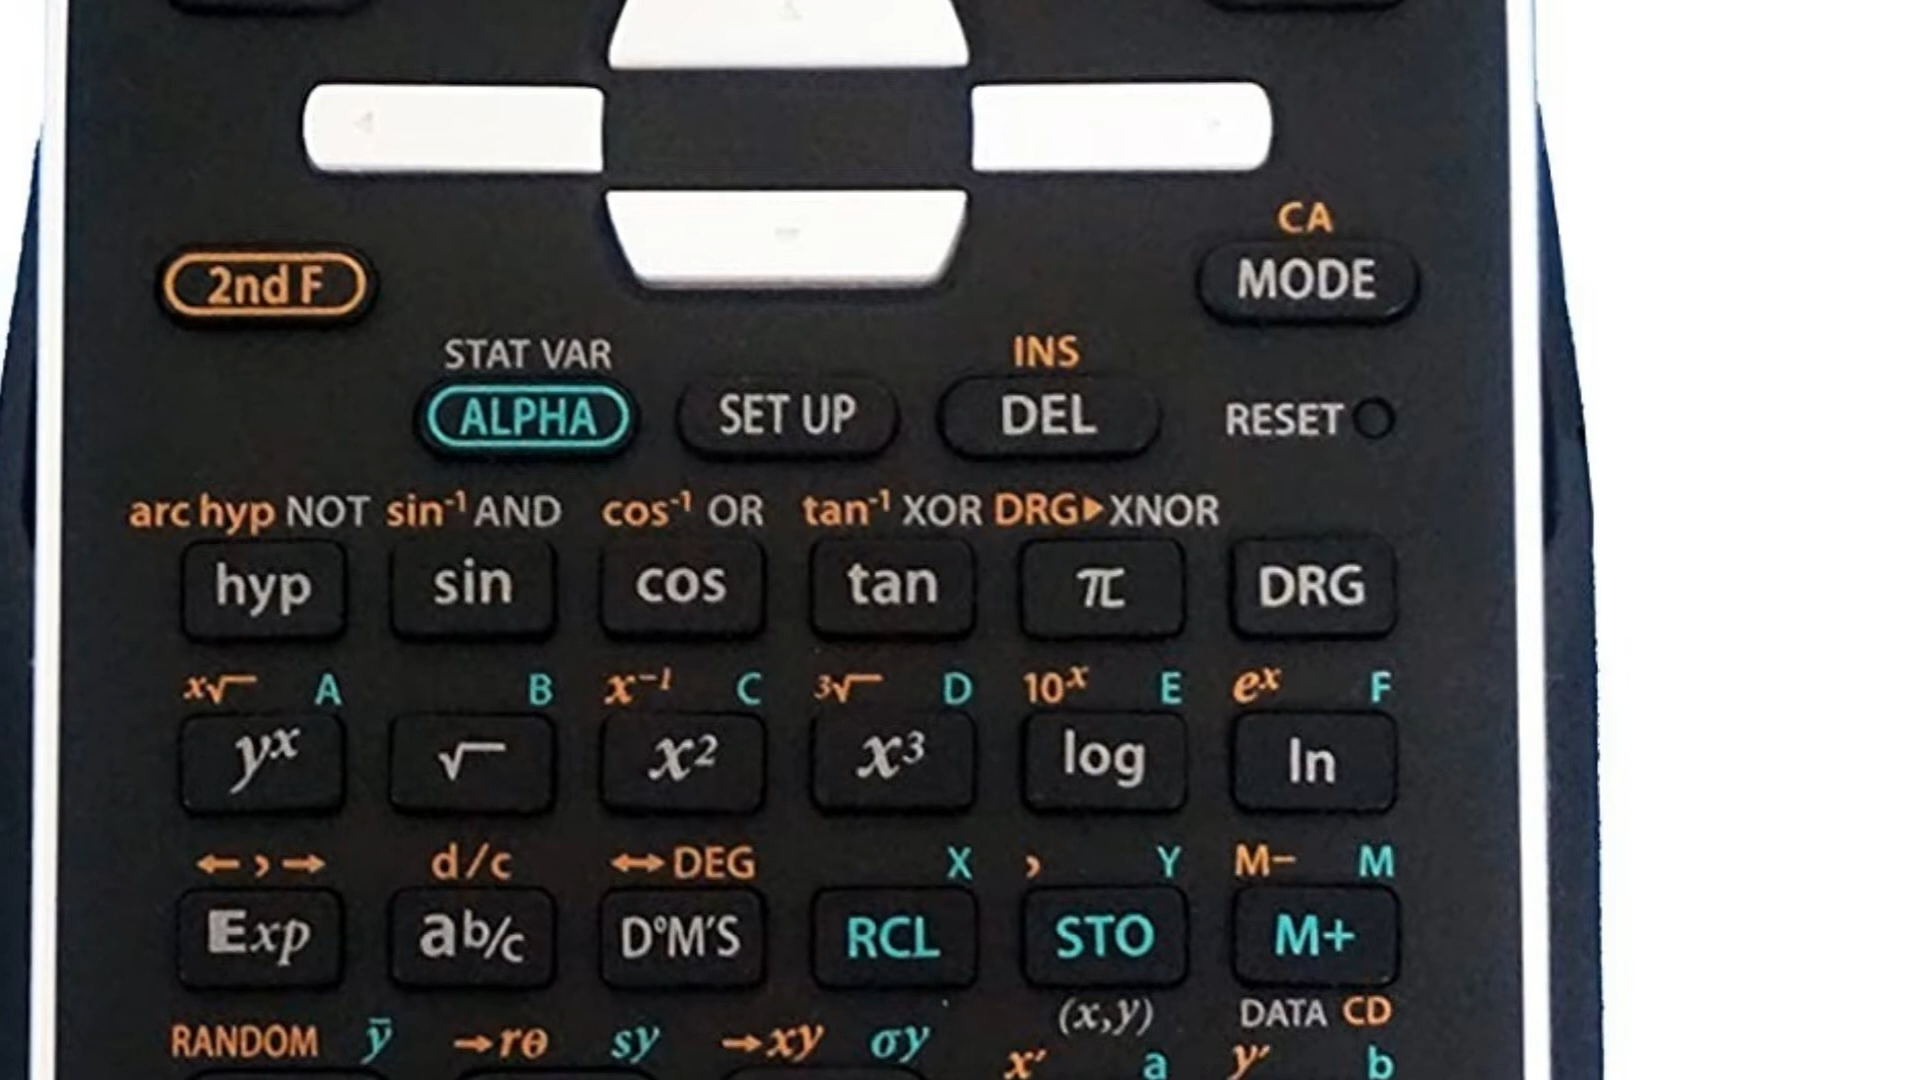 CA
2nd F MODE
STAT VAR INS
ALPHA SET UP DEL RESET
arc hyp NOT sin⁻¹ AND cos⁻¹ OR tan⁻¹ XOR DRG▶XNOR
hyp sin cos tan π DRG
ˣ√ A B x⁻¹ C ³√ D 10ˣ E eˣ F
yˣ √ x² x³ log ln
←,→ d/c ↔DEG X , Y M− M
Exp ab/c D°M'S RCL STO M+
(x,y) DATA CD
RANDOM ȳ →rθ sy →xy σy x′ a y′ b